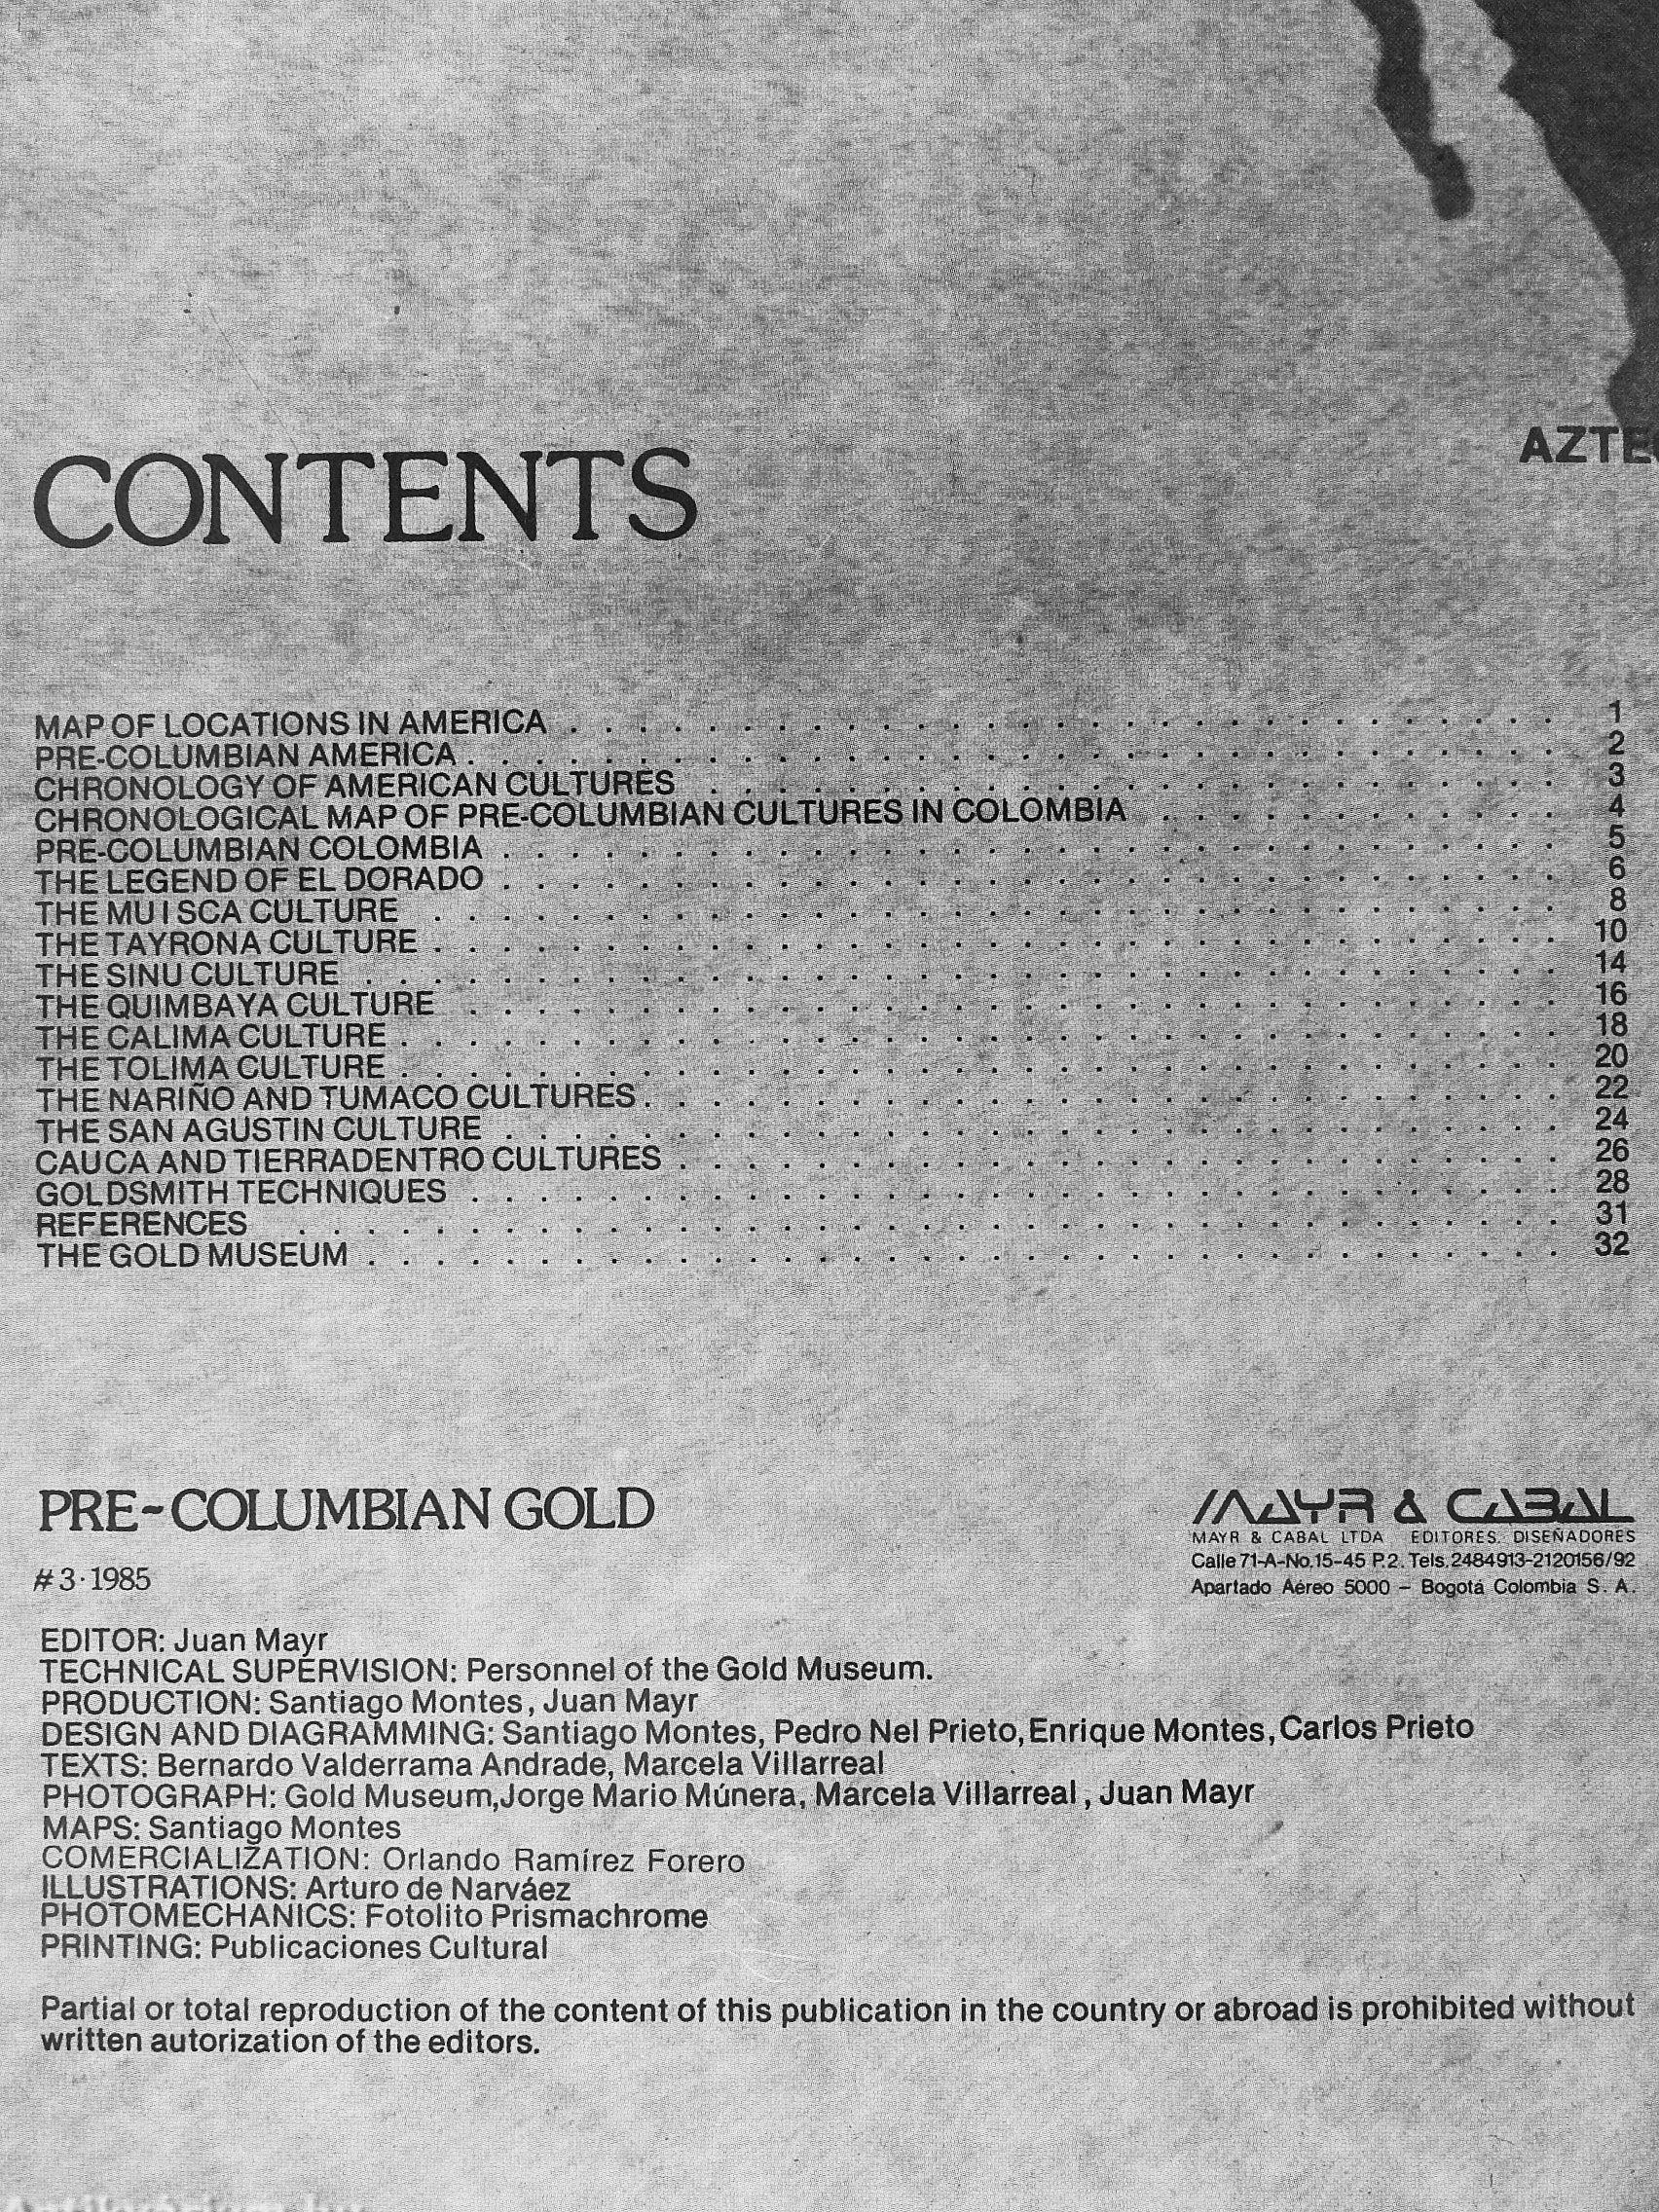 AZTE
CONTENTS
MAP OF LOCATIONS IN AMERICA . . . . . . . . . . . . . . . . . . . . . . . . . . . . . 1
PRE-COLUMBIAN AMERICA . . . . . . . . . . . . . . . . . . . . . . . . . . . . . 2
CHRONOLOGY OF AMERICAN CULTURES . . . . . . . . . . . . . . . . . . . . . . . . . 3
CHRONOLOGICAL MAP OF PRE-COLUMBIAN CULTURES IN COLOMBIA . . . . . . . . . . . . 4
PRE-COLUMBIAN COLOMBIA . . . . . . . . . . . . . . . . . . . . . . . . . . . . . 5
THE LEGEND OF EL DORADO . . . . . . . . . . . . . . . . . . . . . . . . . . . . . 6
THE MUISCA CULTURE . . . . . . . . . . . . . . . . . . . . . . . . . . . . . 8
THE TAYRONA CULTURE . . . . . . . . . . . . . . . . . . . . . . . . . . . . . 10
THE SINU CULTURE . . . . . . . . . . . . . . . . . . . . . . . . . . . . . 14
THE QUIMBAYA CULTURE . . . . . . . . . . . . . . . . . . . . . . . . . . . . . 16
THE CALIMA CULTURE . . . . . . . . . . . . . . . . . . . . . . . . . . . . . 18
THE TOLIMA CULTURE . . . . . . . . . . . . . . . . . . . . . . . . . . . . . 20
THE NARIÑO AND TUMACO CULTURES . . . . . . . . . . . . . . . . . . . . . . . . . 22
THE SAN AGUSTIN CULTURE . . . . . . . . . . . . . . . . . . . . . . . . . . . . . 24
CAUCA AND TIERRADENTRO CULTURES . . . . . . . . . . . . . . . . . . . . . . . . . 26
GOLDSMITH TECHNIQUES . . . . . . . . . . . . . . . . . . . . . . . . . . . . . 28
REFERENCES . . . . . . . . . . . . . . . . . . . . . . . . . . . . . 31
THE GOLD MUSEUM . . . . . . . . . . . . . . . . . . . . . . . . . . . . . 32
PRE-COLUMBIAN GOLD
# 3 · 1985
MAYR & CABAL
MAYR & CABAL LTDA EDITORES. DISEÑADORES
Calle 71-A-No.15-45 P.2. Tels.2484913-2120156/92
Apartado Aéreo 5000 – Bogotá Colombia S. A.
EDITOR: Juan Mayr
TECHNICAL SUPERVISION: Personnel of the Gold Museum.
PRODUCTION: Santiago Montes, Juan Mayr
DESIGN AND DIAGRAMMING: Santiago Montes, Pedro Nel Prieto, Enrique Montes, Carlos Prieto
TEXTS: Bernardo Valderrama Andrade, Marcela Villarreal
PHOTOGRAPH: Gold Museum,Jorge Mario Múnera, Marcela Villarreal, Juan Mayr
MAPS: Santiago Montes
COMERCIALIZATION: Orlando Ramírez Forero
ILLUSTRATIONS: Arturo de Narváez
PHOTOMECHANICS: Fotolito Prismachrome
PRINTING: Publicaciones Cultural
Partial or total reproduction of the content of this publication in the country or abroad is prohibited without
written autorization of the editors.